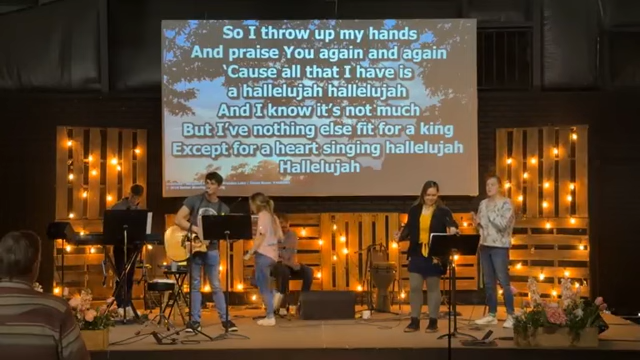 So I throw up my hands
And praise You again and again
‘Cause all that I have is
a hallelujah hallelujah
And I know it’s not much
But I’ve nothing else fit for a king
Except for a heart singing hallelujah
Hallelujah